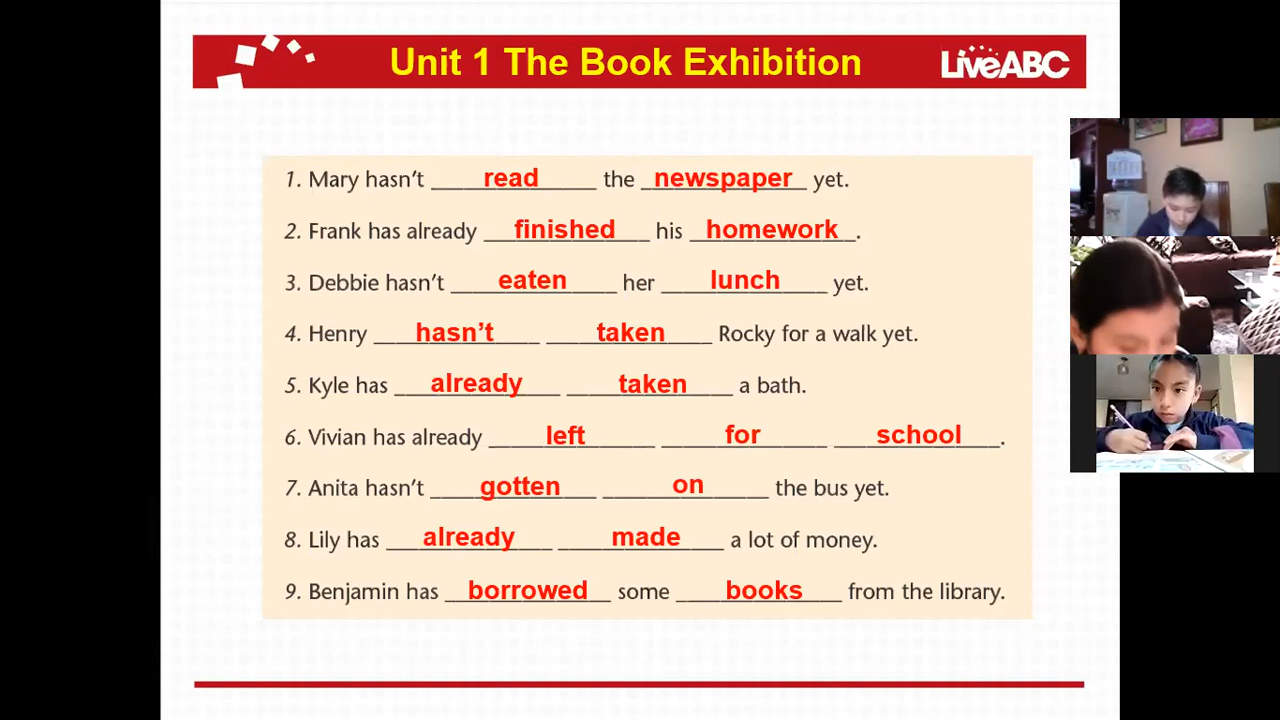 Unit 1 The Book Exhibition
LiveABC
1. Mary hasn't read the newspaper yet.
2. Frank has already finished his homework.
3. Debbie hasn't eaten her lunch yet.
4. Henry hasn't taken Rocky for a walk yet.
5. Kyle has already taken a bath.
6. Vivian has already left for school.
7. Anita hasn't gotten on the bus yet.
8. Lily has already made a lot of money.
9. Benjamin has borrowed some books from the library.